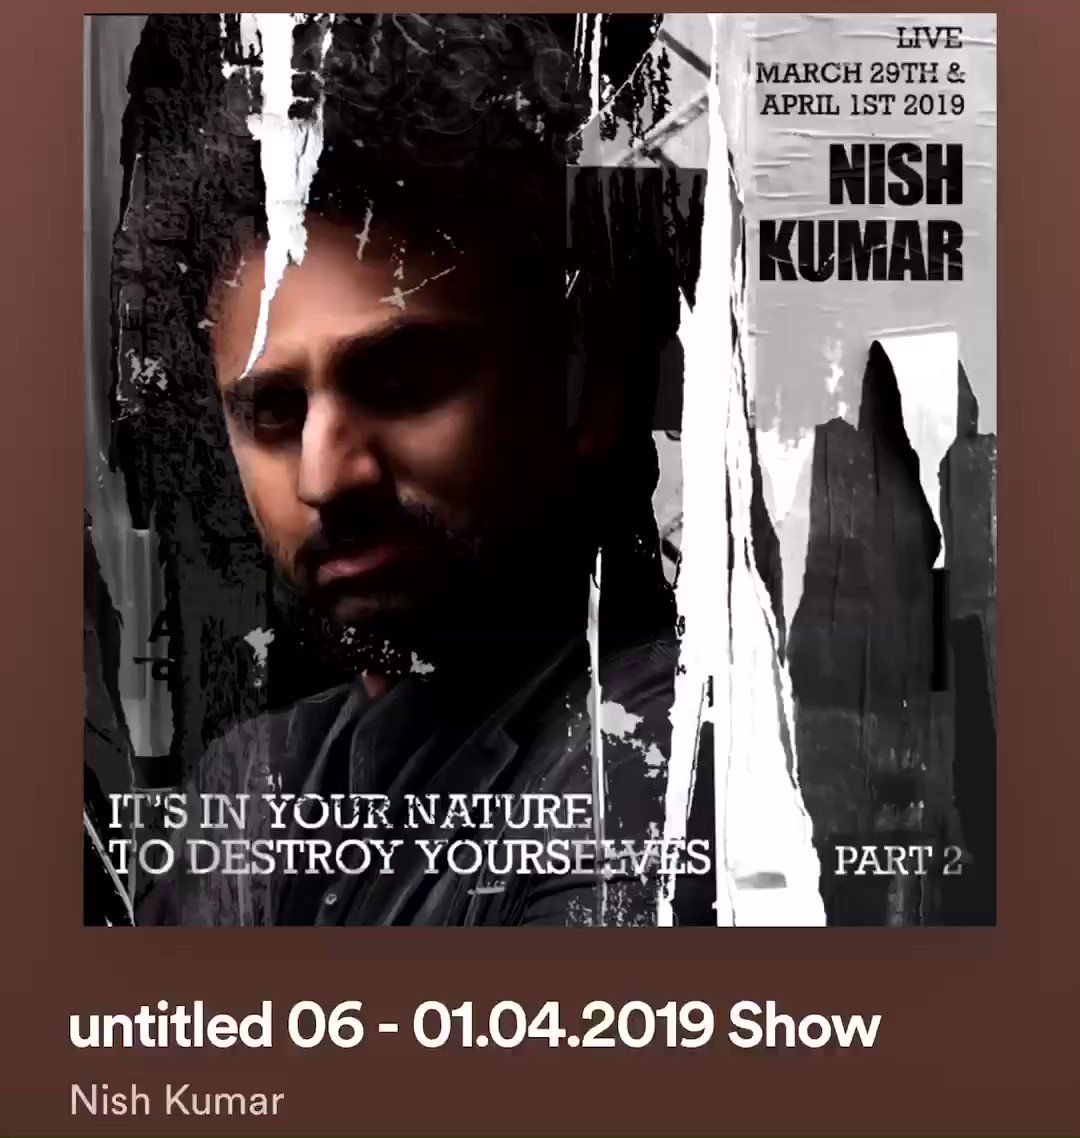 LIVE
MARCH 29TH &
APRIL 1ST 2019
NISH
KUMAR
IT'S IN YOUR NATURE
TO DESTROY YOURSELVES
PART 2
untitled 06 - 01.04.2019 Show
Nish Kumar